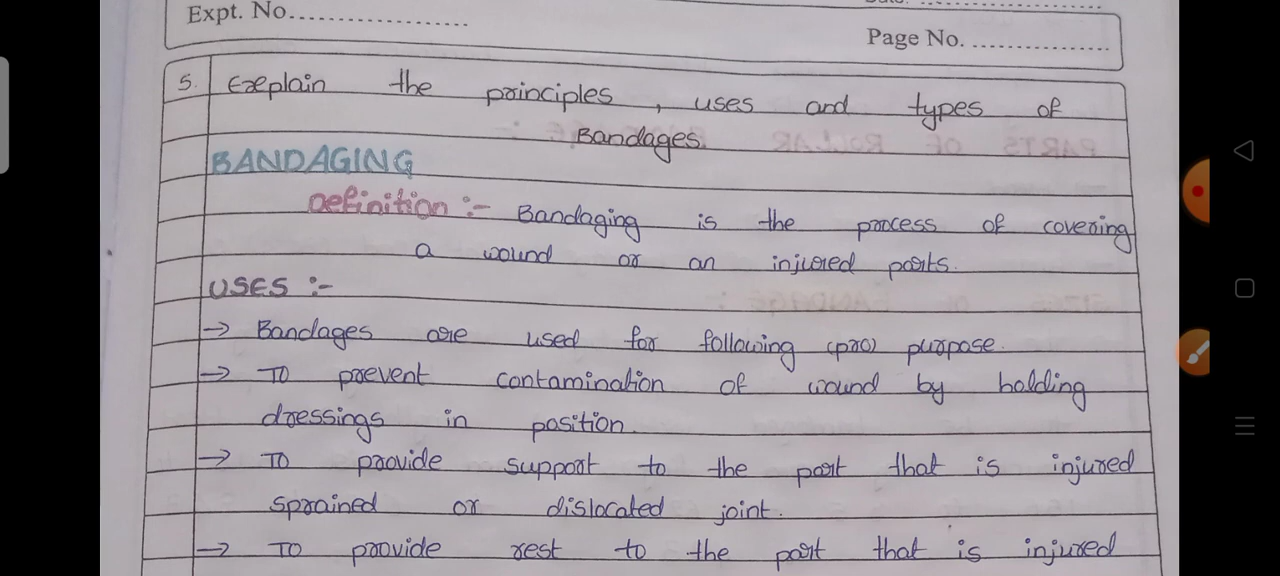 Expt. No...................
Page No. ................
5. Explain the principles, uses and types of
Bandages
BANDAGING
Definition :- Bandaging is the process of covering
a wound or an injured parts.
USES :-
→ Bandages are used for following (pro) purpose.
→ To prevent contamination of wound by holding
dressings in position.
→ To provide support to the part that is injured
sprained or dislocated joint.
→ To provide rest to the part that is injured